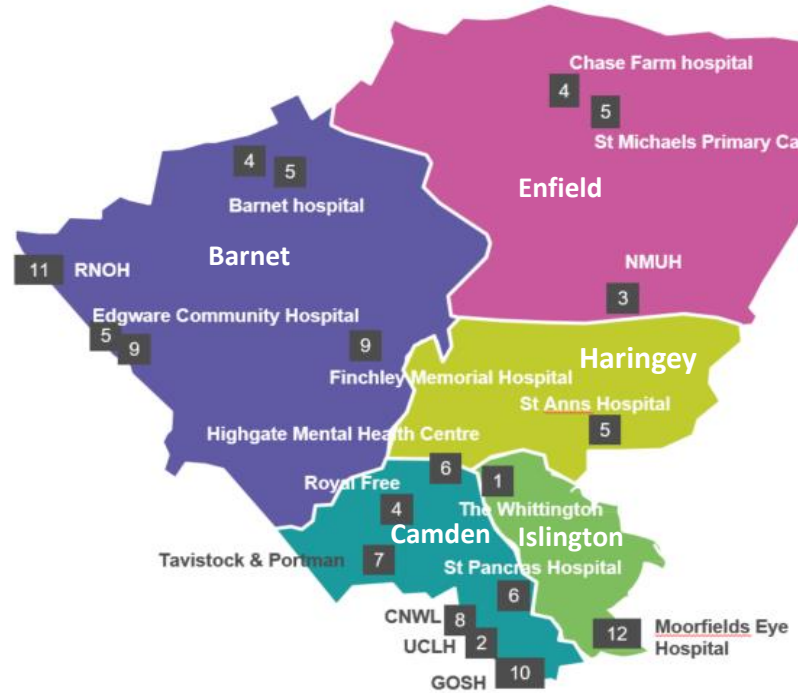 Chase Farm hospital
4
5
St Michaels Primary Ca
Enfield
4
5
Barnet hospital
Barnet
11
RNOH
NMUH
3
Edgware Community Hospital
5
9
9
Finchley Memorial Hospital
Haringey
St Anns Hospital
5
Highgate Mental Health Centre
6
Royal Free
4
1
The Whittington
Camden
Islington
Tavistock & Portman
7
St Pancras Hospital
6
CNWL
8
UCLH
2
GOSH
10
12
Moorfields Eye
Hospital